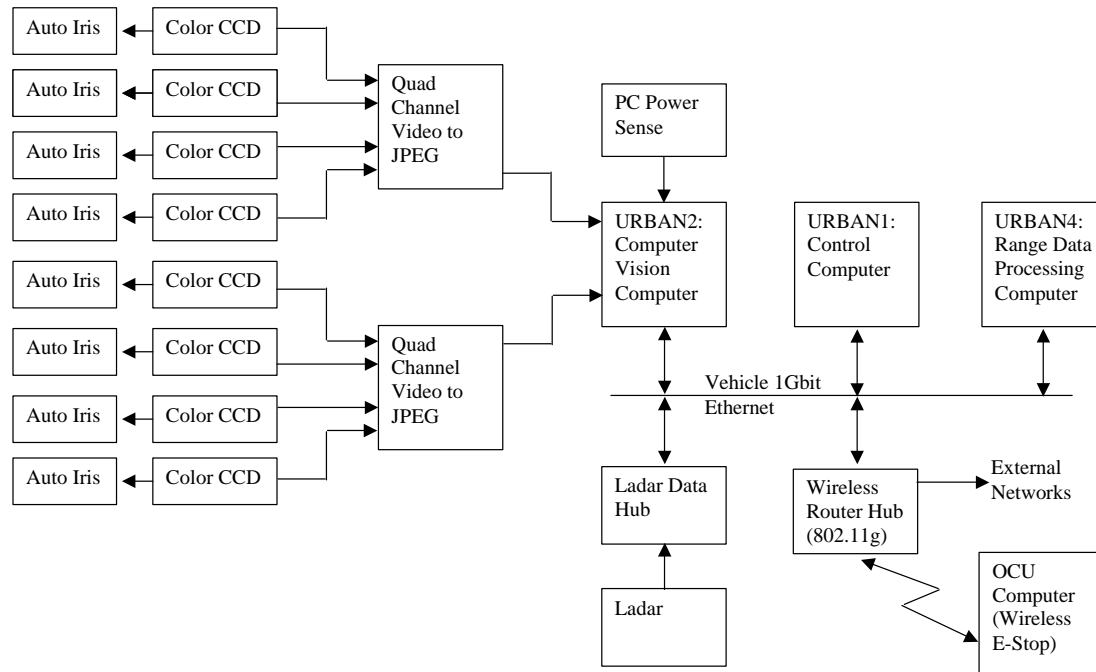 Auto Iris
Color CCD
Auto Iris
Color CCD
Auto Iris
Color CCD
Auto Iris
Color CCD
Quad
Channel
Video to
JPEG
PC Power
Sense
URBAN2:
Computer
Vision
Computer
URBAN1:
Control
Computer
URBAN4:
Range Data
Processing
Computer
Auto Iris
Color CCD
Auto Iris
Color CCD
Auto Iris
Color CCD
Auto Iris
Color CCD
Quad
Channel
Video to
JPEG
Vehicle 1Gbit
Ethernet
Ladar Data
Hub
Wireless
Router Hub
(802.11g)
External
Networks
Ladar
OCU
Computer
(Wireless
E-Stop)